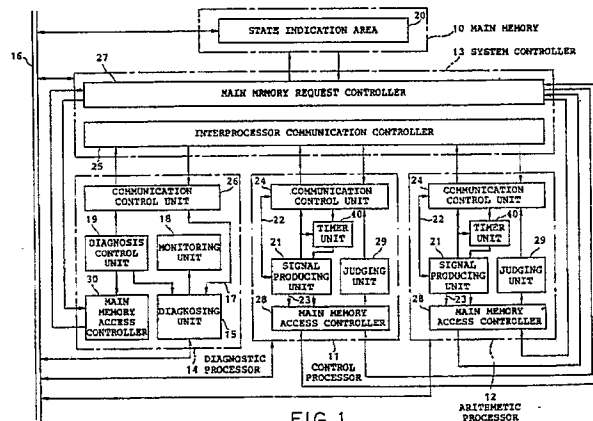 20
STATE INDICATION AREA
10 MAIN MEMORY
16
13 SYSTEM CONTROLLER
27
MAIN MRMORY REQUEST CONTROLLER
INTERPROCESSOR COMMUNICATION CONTROLLER
25
26
24
24
COMMUNICATION CONTROL UNIT
COMMUNICATION CONTROL UNIT
COMMUNICATION CONTROL UNIT
19
18
22
40
29
22
40
29
TIMER UNIT
TIMER UNIT
DIAGNOSIS CONTROL UNIT
MONITORING UNIT
21
21
SIGNAL PRODUCING UNIT
JUDGING UNIT
SIGNAL PRODUCING UNIT
JUDGING UNIT
30
17
28
23
28
23
MAIN MEMORY ACCESS CONTROLLER
DIAGNOSING UNIT
MAIN MEMORY ACCESS CONTROLLER
MAIN MEMORY ACCESS CONTROLLER
15
14 DIAGNOSTIC PROCESSOR
11 CONTROL PROCESSOR
12 ARITEMETIC PROCESSOR
FIG. 1